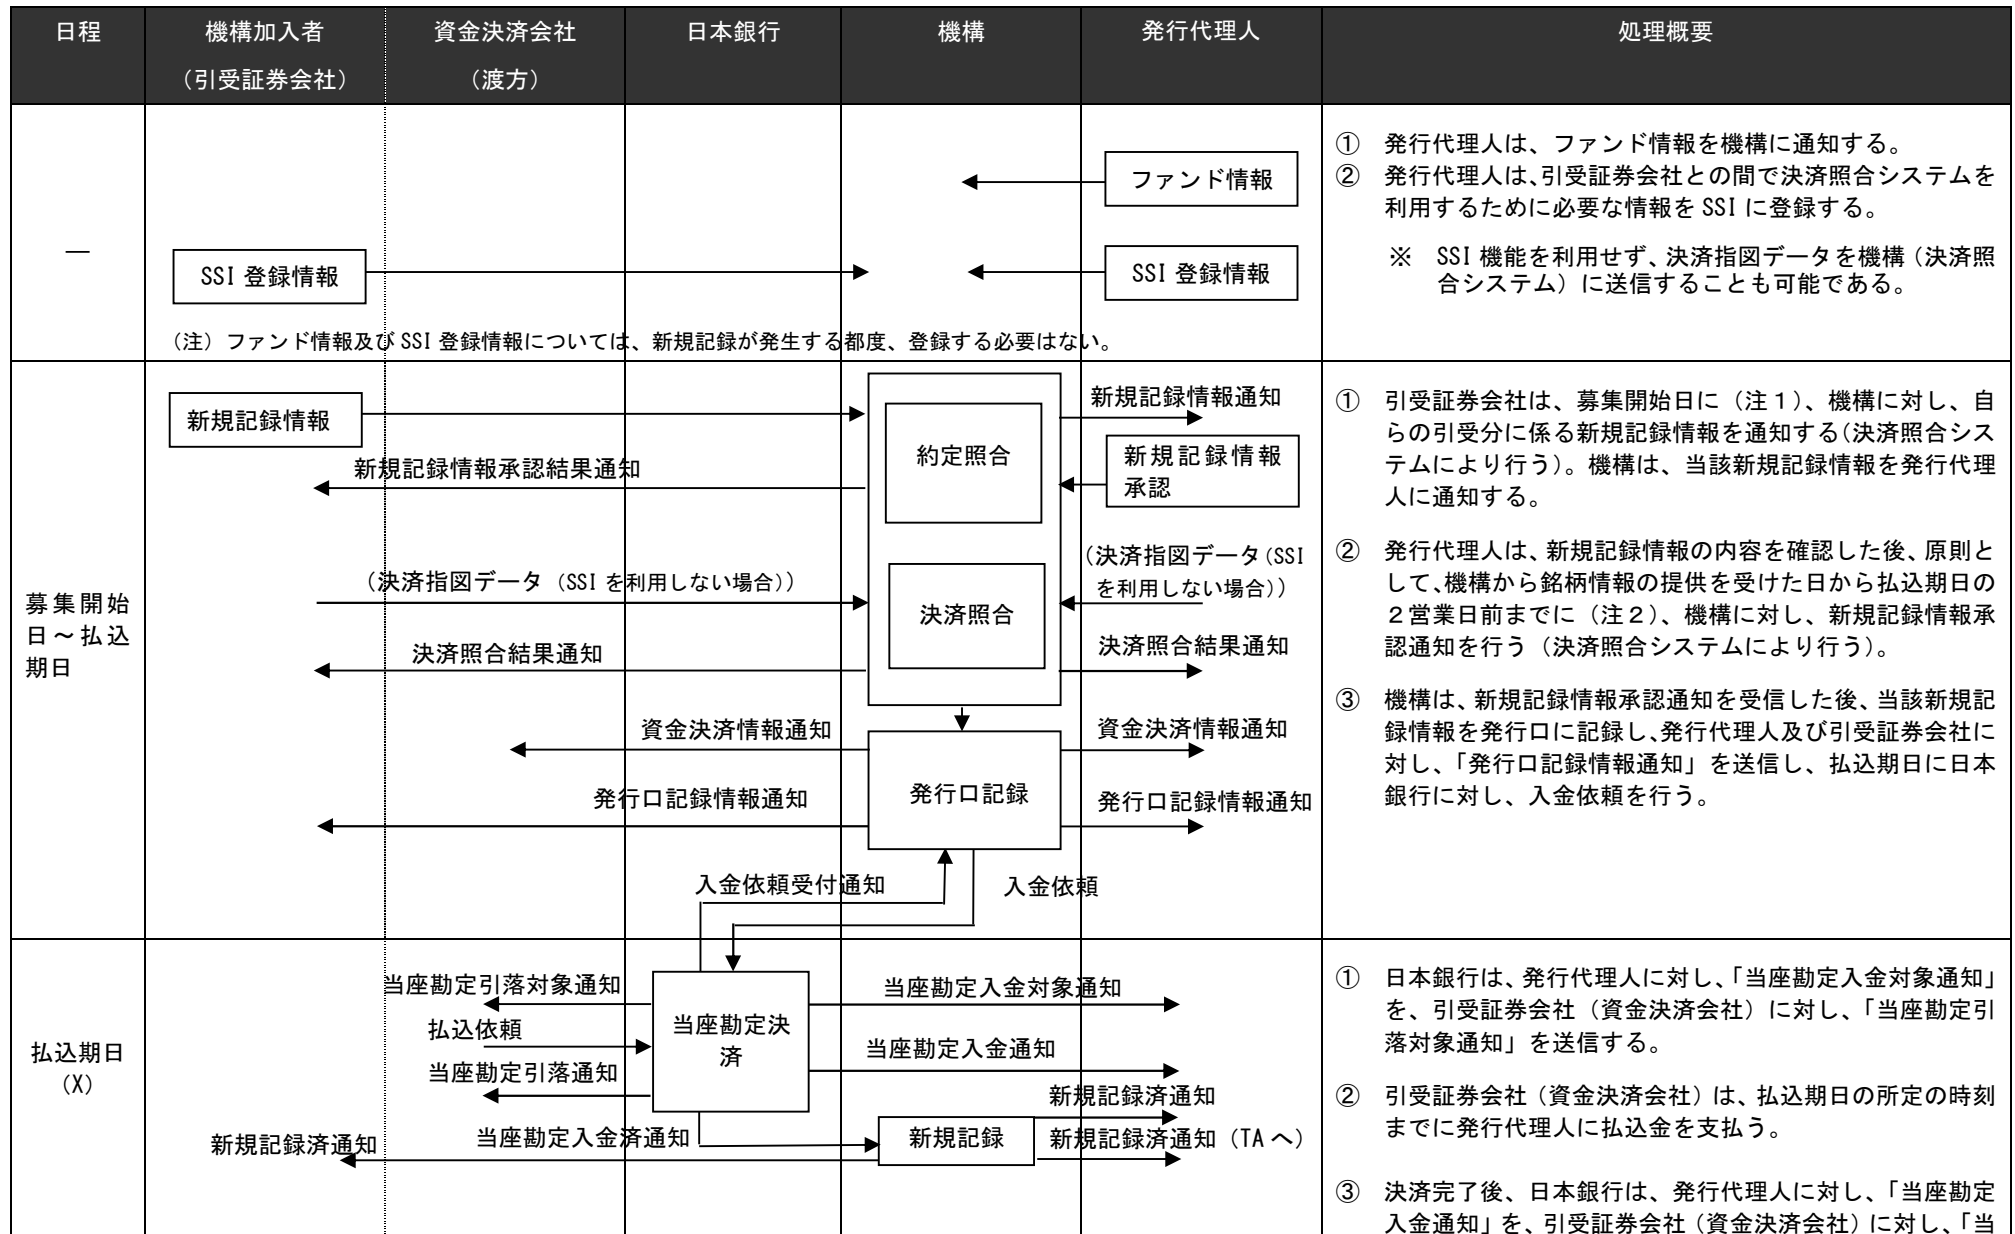 日程
機構加入者
（引受証券会社）
資金決済会社
（渡方）
日本銀行
機構
発行代理人
処理概要
―
ファンド情報
SSI 登録情報
SSI 登録情報
（注）ファンド情報及び SSI 登録情報については、新規記録が発生する都度、登録する必要はない。
① 発行代理人は、ファンド情報を機構に通知する。
② 発行代理人は、引受証券会社との間で決済照合システムを
利用するために必要な情報を SSI に登録する。
※ SSI 機能を利用せず、決済指図データを機構（決済照
合システム）に送信することも可能である。
募集開始
日～払込
期日
新規記録情報
約定照合
新規記録情報通知
新規記録情報
承認
新規記録情報承認結果通知
（決済指図データ（SSI を利用しない場合））
決済照合
（決済指図データ（SSI
を利用しない場合））
決済照合結果通知
決済照合結果通知
資金決済情報通知
資金決済情報通知
発行口記録
発行口記録情報通知
発行口記録情報通知
入金依頼受付通知
入金依頼
① 引受証券会社は、募集開始日に（注１）、機構に対し、自
らの引受分に係る新規記録情報を通知する（決済照合シス
テムにより行う）。機構は、当該新規記録情報を発行代理
人に通知する。
② 発行代理人は、新規記録情報の内容を確認した後、原則と
して、機構から銘柄情報の提供を受けた日から払込期日の
２営業日前までに（注２）、機構に対し、新規記録情報承
認通知を行う（決済照合システムにより行う）。
③ 機構は、新規記録情報承認通知を受信した後、当該新規記
録情報を発行口に記録し、発行代理人及び引受証券会社に
対し、「発行口記録情報通知」を送信し、払込期日に日本
銀行に対し、入金依頼を行う。
払込期日
（X）
当座勘定引落対象通知
払込依頼
当座勘定引落通知
当座勘定決
済
当座勘定入金対象通知
当座勘定入金通知
新規記録済通知
新規記録済通知
当座勘定入金済通知
新規記録
新規記録済通知（TA へ）
① 日本銀行は、発行代理人に対し、「当座勘定入金対象通知」
を、引受証券会社（資金決済会社）に対し、「当座勘定引
落対象通知」を送信する。
② 引受証券会社（資金決済会社）は、払込期日の所定の時刻
までに発行代理人に払込金を支払う。
③ 決済完了後、日本銀行は、発行代理人に対し、「当座勘定
入金通知」を、引受証券会社（資金決済会社）に対し、「当